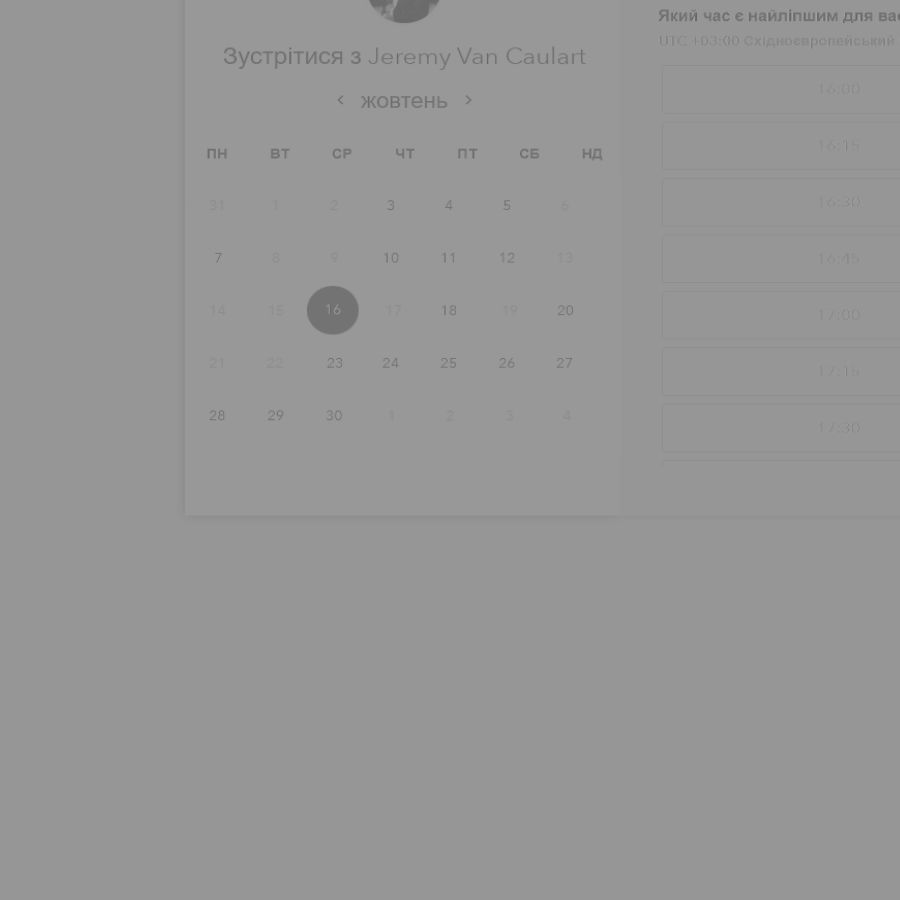 Зустрітися з Jeremy Van Caulart
жовтень
ПН ВТ СР ЧТ ПТ СБ НД
31 1 2 3 4 5 6
7 8 9 10 11 12 13
14 15 16 17 18 19 20
21 22 23 24 25 26 27
28 29 30 1 2 3 4
Який час є найліпшим для
UTC +03:00 Східноєвропейський
16:00
16:15
16:30
16:45
17:00
17:15
17:30